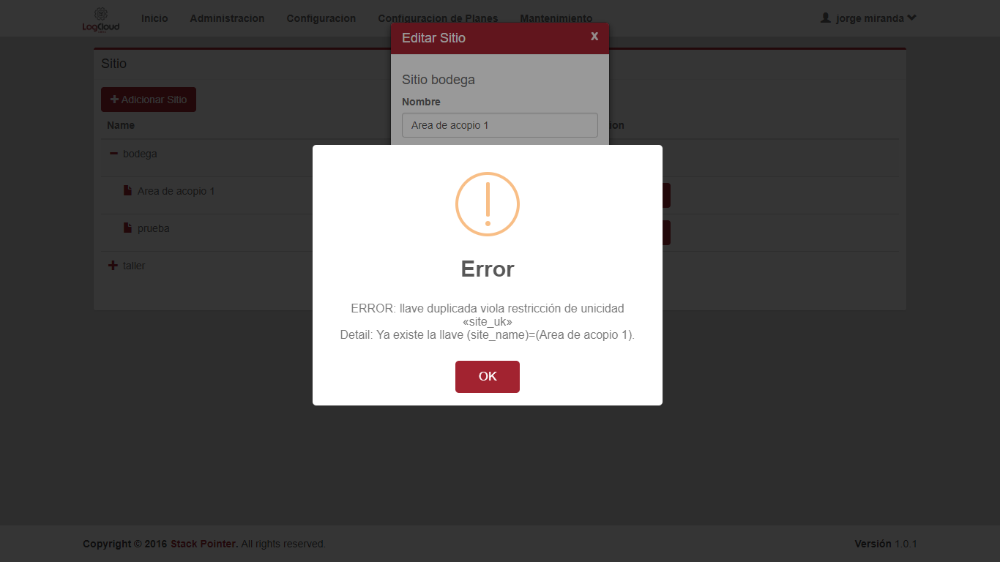 LogCloud
Inicio Administracion Configuracion Configuracion de Planes Mantenimiento jorge miranda
Editar Sitio x
Sitio
Sitio bodega
+ Adicionar Sitio
Nombre
Area de acopio 1
Name ion
bodega
Area de acopio 1
prueba
taller
Error
ERROR: llave duplicada viola restricción de unicidad
«site_uk»
Detail: Ya existe la llave (site_name)=(Area de acopio 1).
OK
Copyright © 2016 Stack Pointer. All rights reserved. Versión 1.0.1